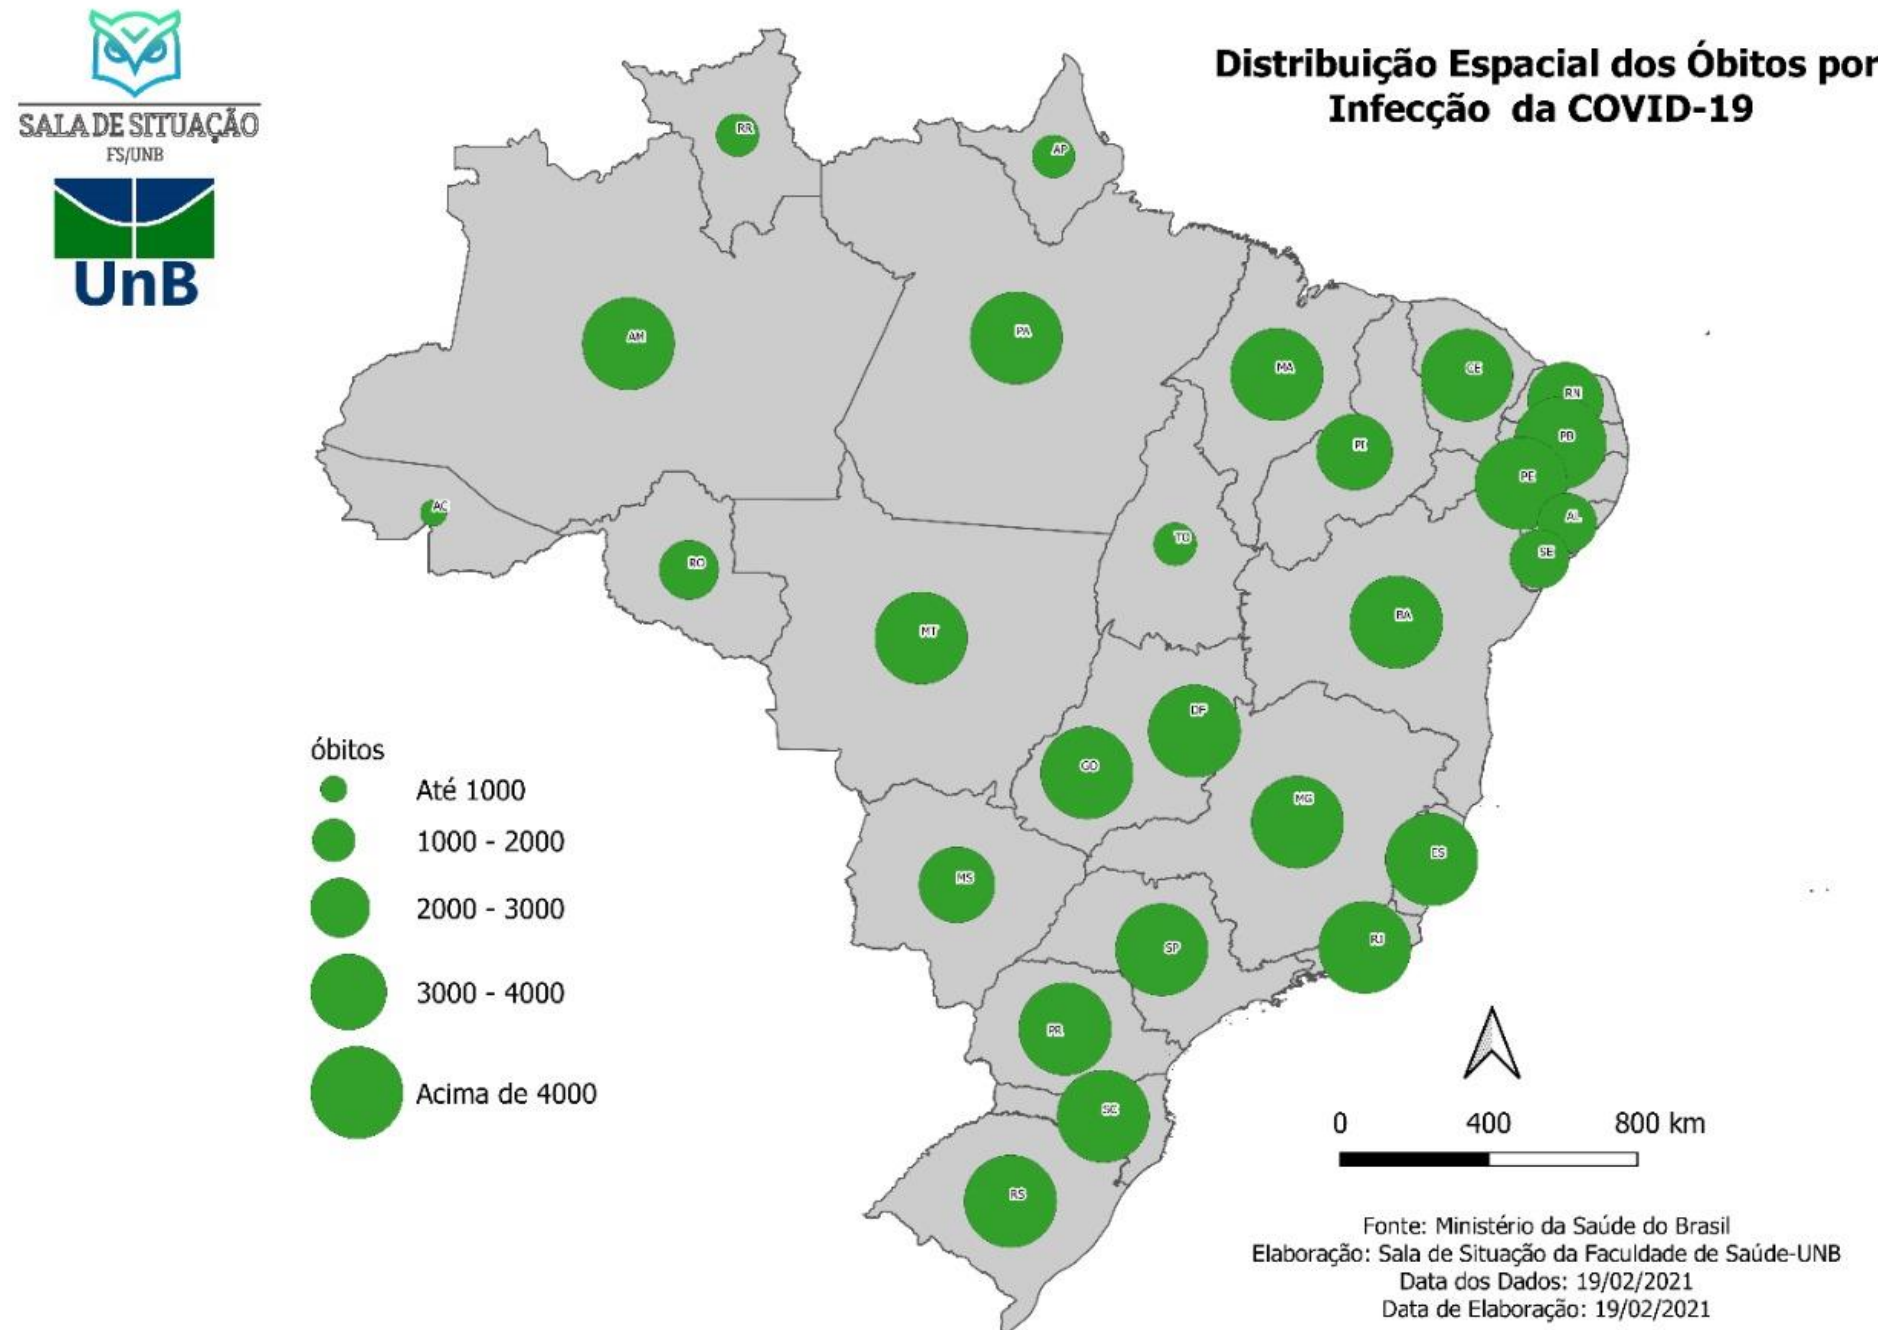 SALA DE SITUAÇÃO
FS/UNB
UnB
Distribuição Espacial dos Óbitos por
Infecção da COVID-19
RR
AP
AM
PA
MA
CE
RN
PI
PB
PE
AC
AL
TO
SE
RO
BA
MT
DF
GO
MG
ES
MS
RJ
SP
PR
SC
RS
óbitos
Até 1000
1000 - 2000
2000 - 3000
3000 - 4000
Acima de 4000
0 400 800 km
Fonte: Ministério da Saúde do Brasil
Elaboração: Sala de Situação da Faculdade de Saúde-UNB
Data dos Dados: 19/02/2021
Data de Elaboração: 19/02/2021